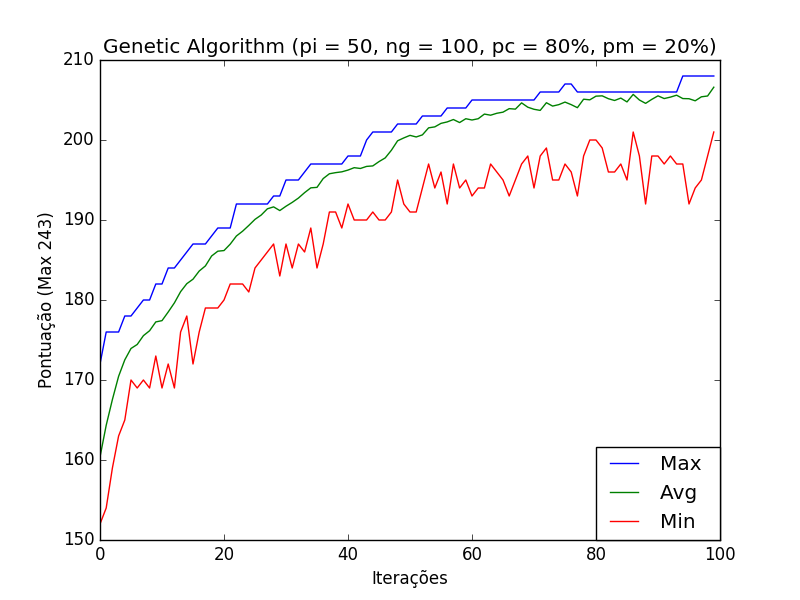 Genetic Algorithm (pi = 50, ng = 100, pc = 80%, pm = 20%)
210
200
190
180
170
160
150
Pontuação (Max 243)
0 20 40 60 80 100
Iterações
Max
Avg
Min